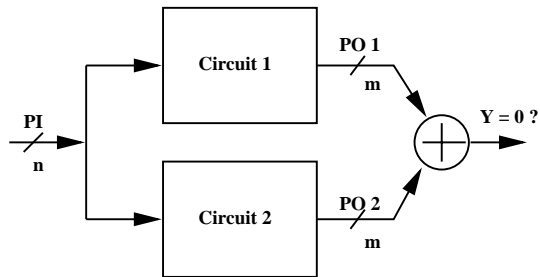 PI
n
Circuit 1
PO 1
m
Y = 0 ?
Circuit 2
PO 2
m